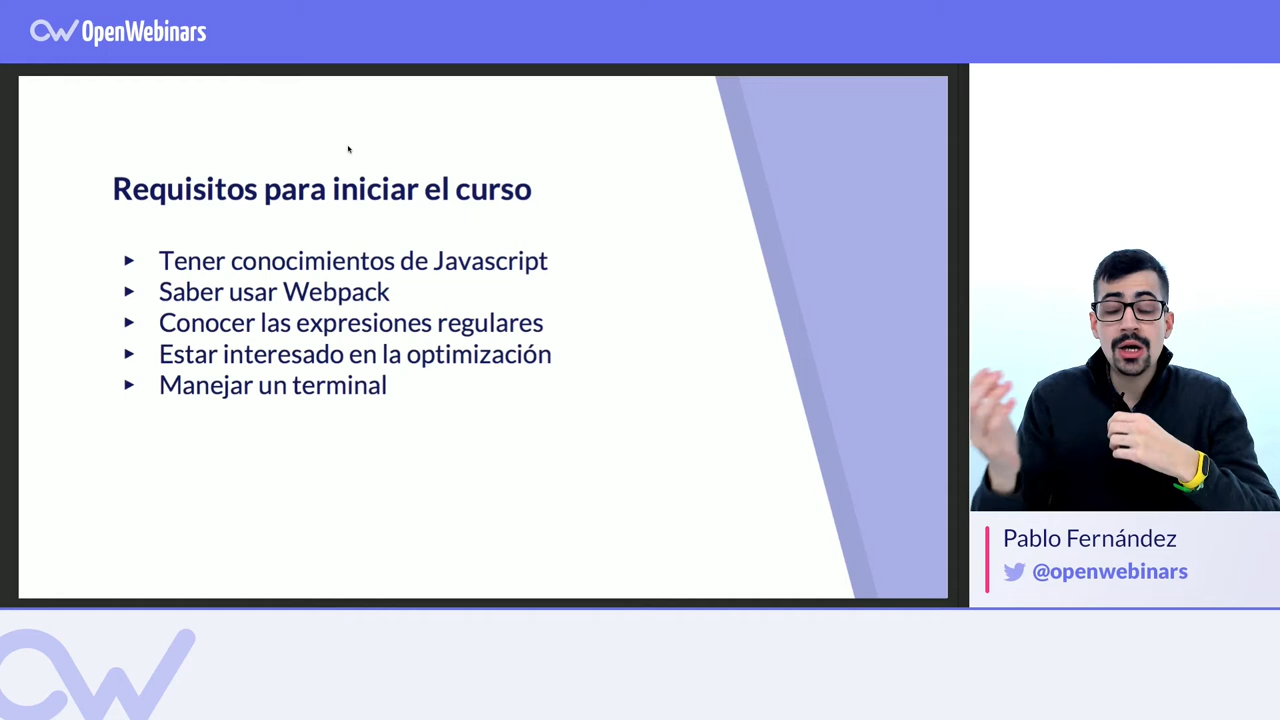 OpenWebinars
Requisitos para iniciar el curso
Tener conocimientos de Javascript
Saber usar Webpack
Conocer las expresiones regulares
Estar interesado en la optimización
Manejar un terminal
Pablo Fernández
@openwebinars